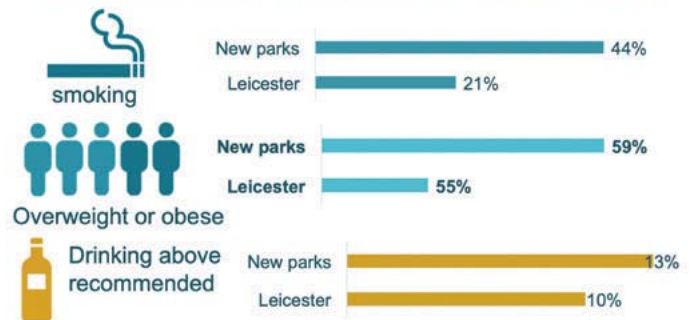 smoking
New parks 44%
Leicester 21%
Overweight or obese
New parks 59%
Leicester 55%
Drinking above
recommended
New parks 13%
Leicester 10%